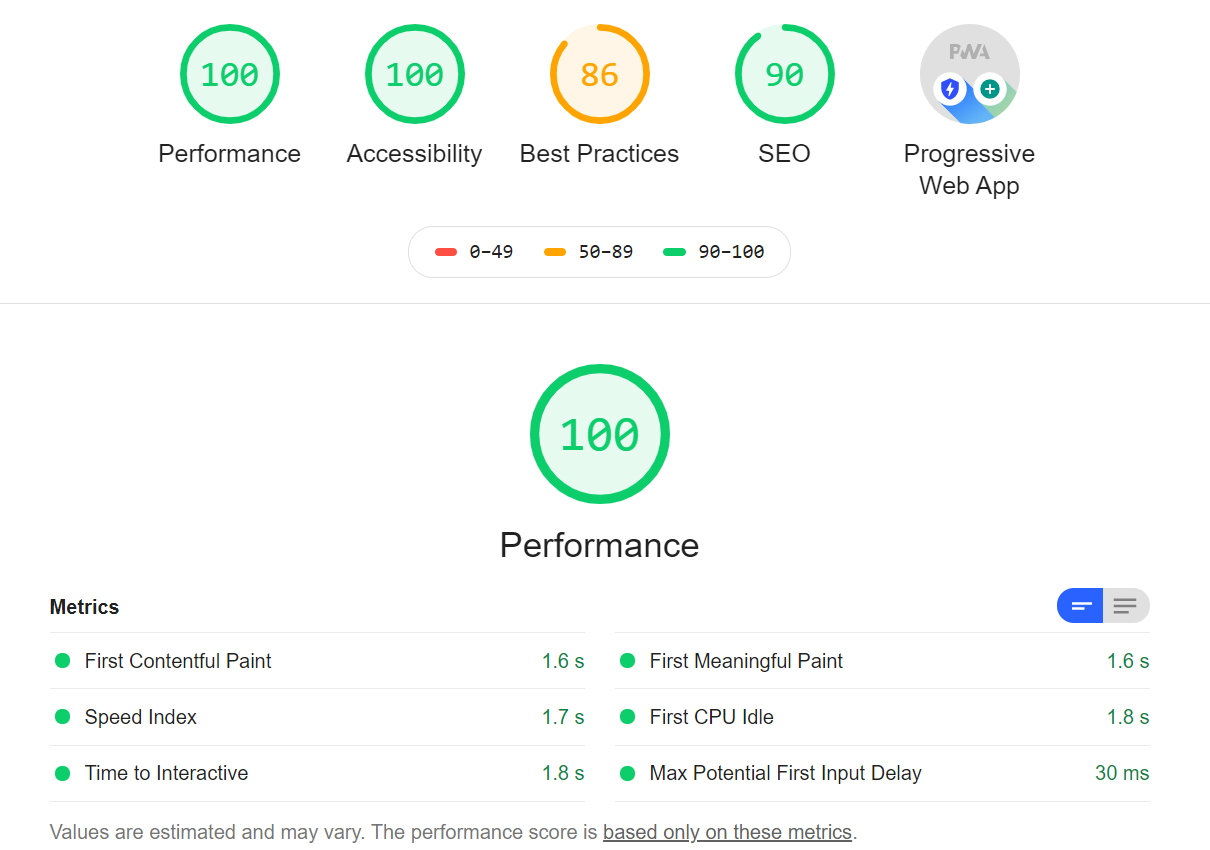 100 100 86 90 PWA
Performance Accessibility Best Practices SEO Progressive
Web App
0–49 50–89 90–100
100
Performance
Metrics
First Contentful Paint 1.6 s First Meaningful Paint 1.6 s
Speed Index 1.7 s First CPU Idle 1.8 s
Time to Interactive 1.8 s Max Potential First Input Delay 30 ms
Values are estimated and may vary. The performance score is based only on these metrics.